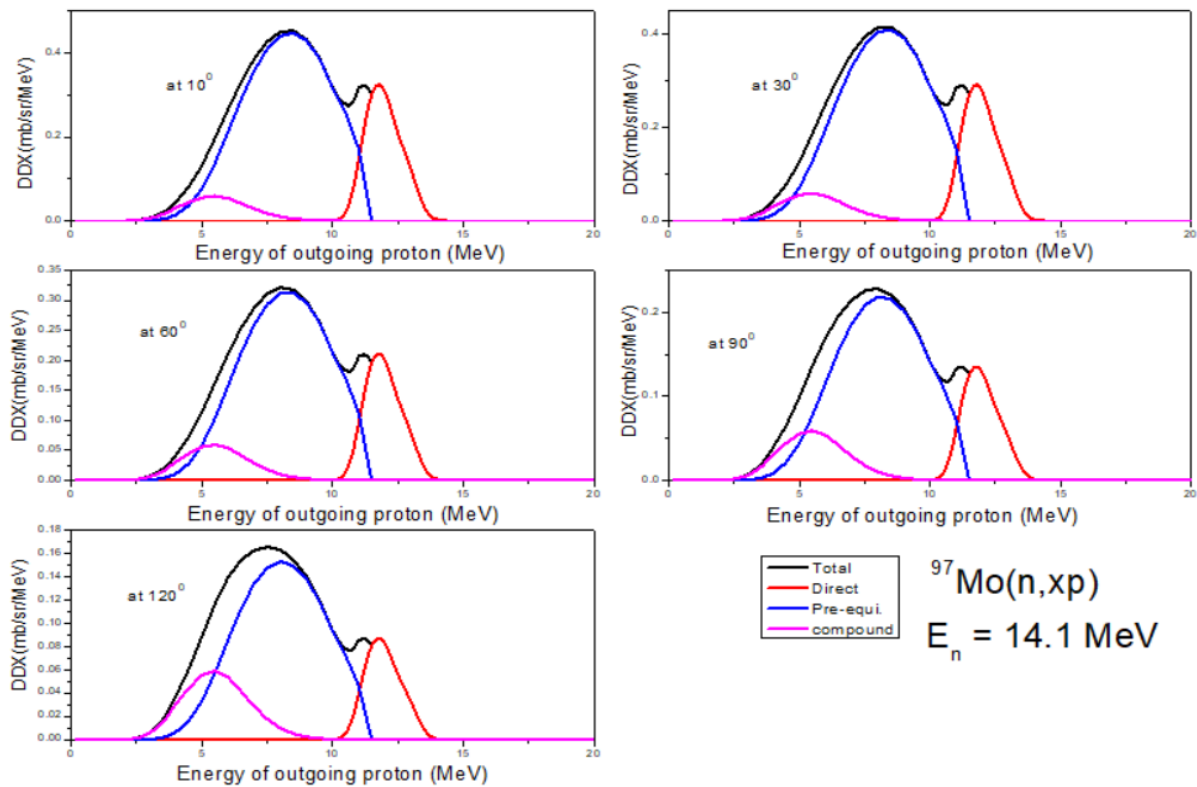 DDX(mb/sr/MeV)
0.4
0.2
0.0
at 10⁰
0
5
10
15
20
Energy of outgoing proton (MeV)
DDX(mb/sr/MeV)
0.4
0.2
0.0
at 30⁰
0
5
10
15
20
Energy of outgoing proton (MeV)
DDX(mb/sr/MeV)
0.35
0.30
0.25
0.20
0.15
0.10
0.05
0.00
at 60⁰
0
5
10
15
20
Energy of outgoing proton (MeV)
DDX(mb/sr/MeV)
0.2
0.1
0.0
at 90⁰
0
5
10
15
20
Energy of outgoing proton (MeV)
DDX(mb/sr/MeV)
0.18
0.16
0.14
0.12
0.10
0.08
0.06
0.04
0.02
0.00
at 120⁰
0
5
10
15
20
Energy of outgoing proton (MeV)
Total
Direct
Pre-equi.
compound
⁹⁷Mo(n,xp)
Eₙ = 14.1 MeV